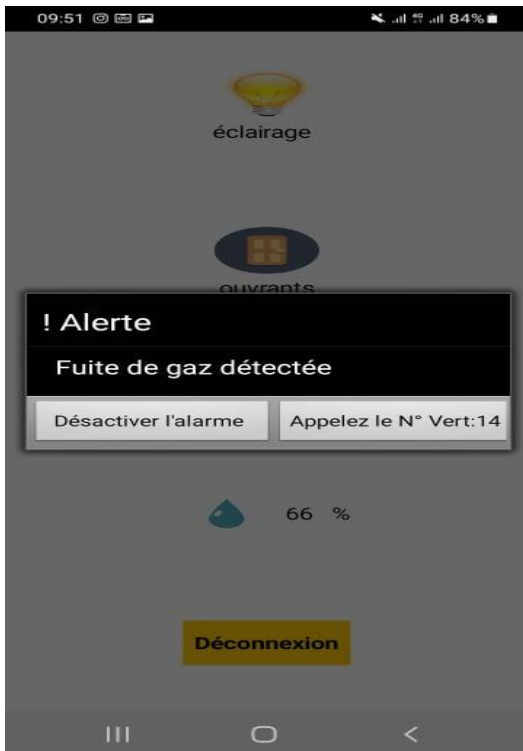 09:51 84%
éclairage
ouvrants
! Alerte
Fuite de gaz détectée
Désactiver l'alarme Appelez le N° Vert:14
66 %
Déconnexion